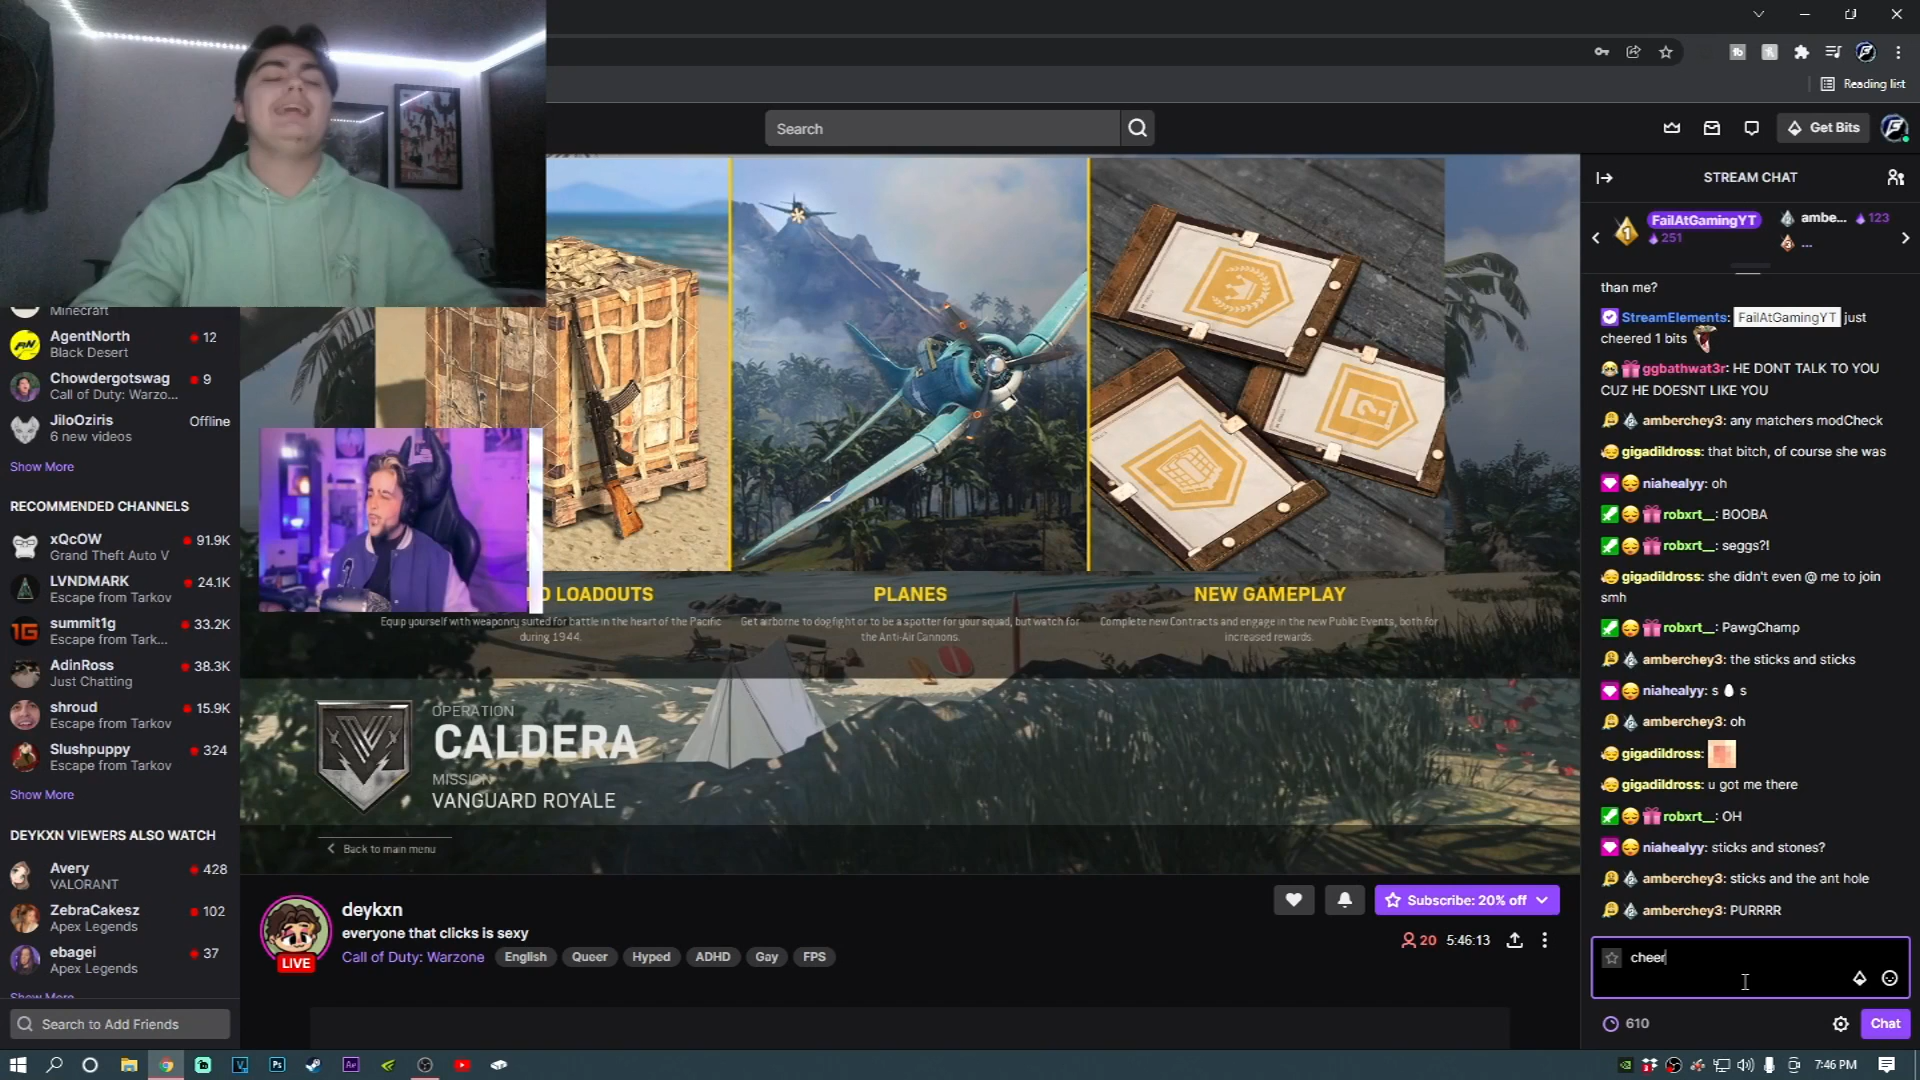 Reading list
Search
Get Bits
STREAM CHAT
1
FailAtGamingYT
251
ambe...
123
3
...
Minecraft
AgentNorth
12
Black Desert
Chowdergotswag
9
Call of Duty: Warzo...
JiloOziris
Offline
6 new videos
Show More
RECOMMENDED CHANNELS
xQcOW
91.9K
Grand Theft Auto V
LVNDMARK
24.1K
Escape from Tarkov
summit1g
33.2K
Escape from Tark...
AdinRoss
38.3K
Just Chatting
shroud
15.9K
Escape from Tarkov
Slushpuppy
324
Escape from Tarkov
Show More
DEYKXN VIEWERS ALSO WATCH
Avery
428
VALORANT
ZebraCakesz
102
Apex Legends
ebagei
37
Apex Legends
Show More
Search to Add Friends
D LOADOUTS
Equip yourself with weaponry suited for battle in the heart of the Pacific
during 1944.
PLANES
Get airborne to dogfight or to be a spotter for your squad, but watch for
the Anti-Air Cannons.
NEW GAMEPLAY
Complete new Contracts and engage in the new Public Events, both for
increased rewards.
OPERATION
CALDERA
MISSION
VANGUARD ROYALE
Back to main menu
deykxn
everyone that clicks is sexy
LIVE
Call of Duty: Warzone
English
Queer
Hyped
ADHD
Gay
FPS
Subscribe: 20% off
20
5:46:13
than me?
StreamElements: FailAtGamingYT just
cheered 1 bits
ggbathwat3r: HE DONT TALK TO YOU
CUZ HE DOESNT LIKE YOU
amberchey3: any matchers modCheck
gigadildross: that bitch, of course she was
niahealyy: oh
robxrt__: BOOBA
robxrt__: seggs?!
gigadildross: she didn't even @ me to join
smh
robxrt__: PawgChamp
amberchey3: the sticks and sticks
niahealyy: s s
amberchey3: oh
gigadildross:
gigadildross: u got me there
robxrt__: OH
niahealyy: sticks and stones?
amberchey3: sticks and the ant hole
amberchey3: PURRRR
cheer
610
Chat
7:46 PM